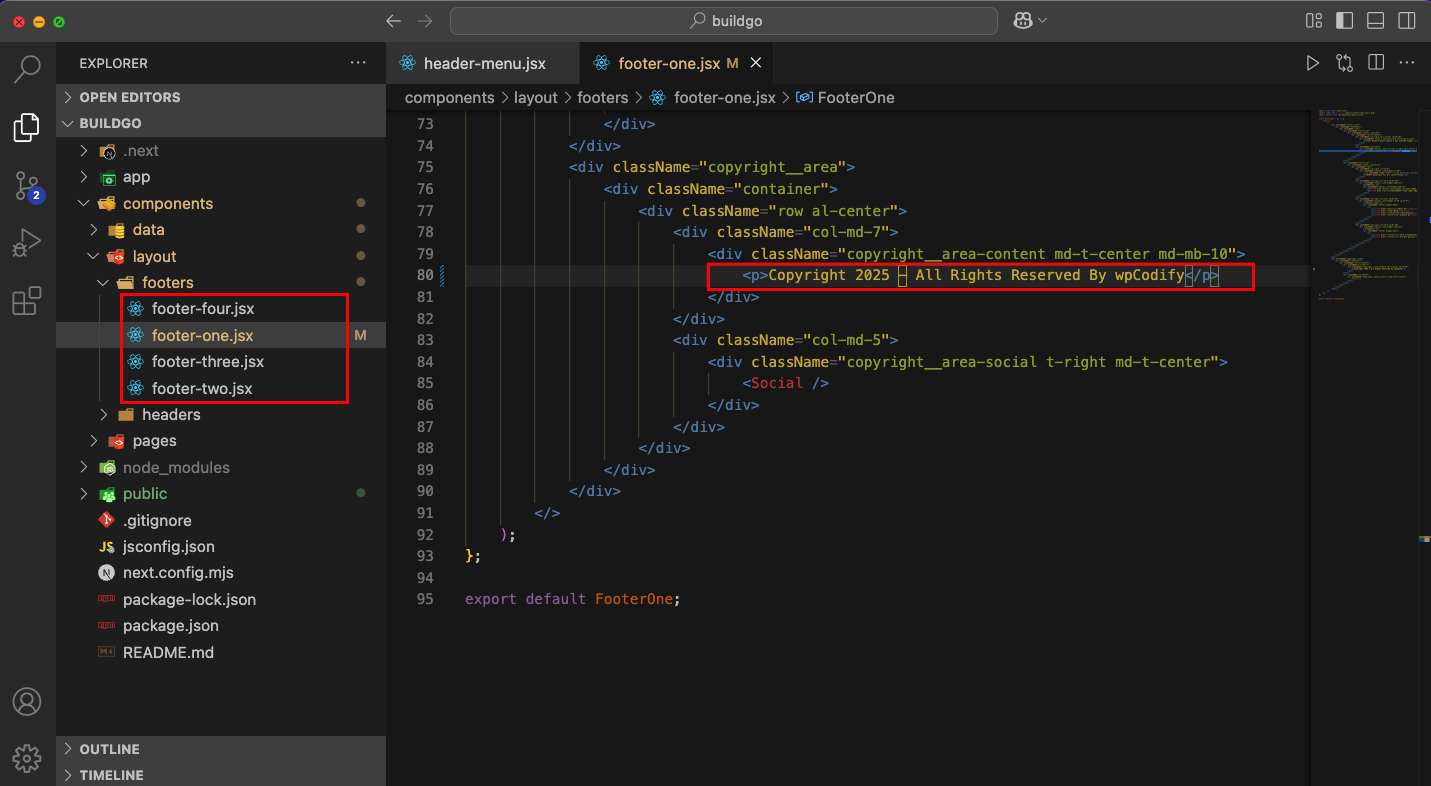 buildgo
EXPLORER
OPEN EDITORS
BUILDGO
.next
app
components
data
layout
footers
footer-four.jsx
footer-one.jsx M
footer-three.jsx
footer-two.jsx
headers
pages
node_modules
public
.gitignore
jsconfig.json
next.config.mjs
package-lock.json
package.json
README.md
OUTLINE
TIMELINE
2
header-menu.jsx
footer-one.jsx M
components > layout > footers > footer-one.jsx > FooterOne
73 </div>
74 </div>
75 <div className="copyright__area">
76 <div className="container">
77 <div className="row al-center">
78 <div className="col-md-7">
79 <div className="copyright__area-content md-t-center md-mb-10">
80 <p>Copyright 2025 – All Rights Reserved By wpCodify</p>
81 </div>
82 </div>
83 <div className="col-md-5">
84 <div className="copyright__area-social t-right md-t-center">
85 <Social />
86 </div>
87 </div>
88 </div>
89 </div>
90 </div>
91 </>
92 );
93 };
94
95 export default FooterOne;